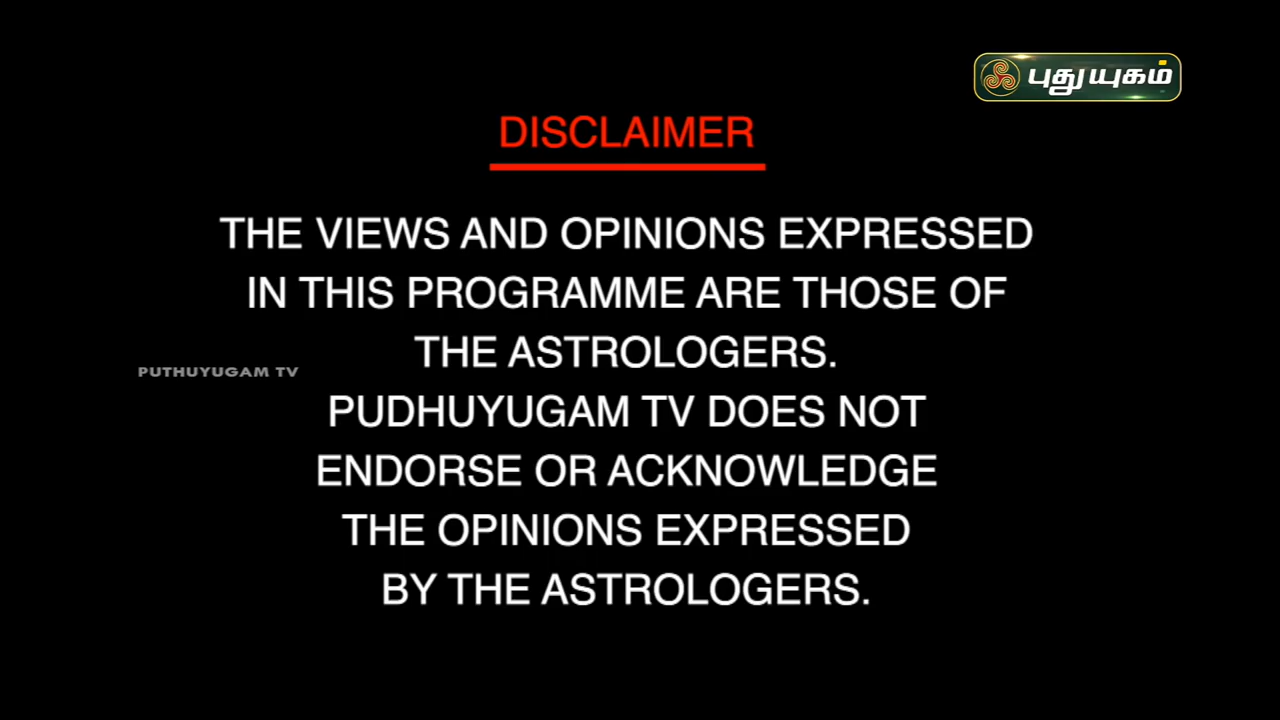 புதுயுகம்
DISCLAIMER
THE VIEWS AND OPINIONS EXPRESSED
IN THIS PROGRAMME ARE THOSE OF
THE ASTROLOGERS.
PUTHUYUGAM TV
PUDHUYUGAM TV DOES NOT
ENDORSE OR ACKNOWLEDGE
THE OPINIONS EXPRESSED
BY THE ASTROLOGERS.